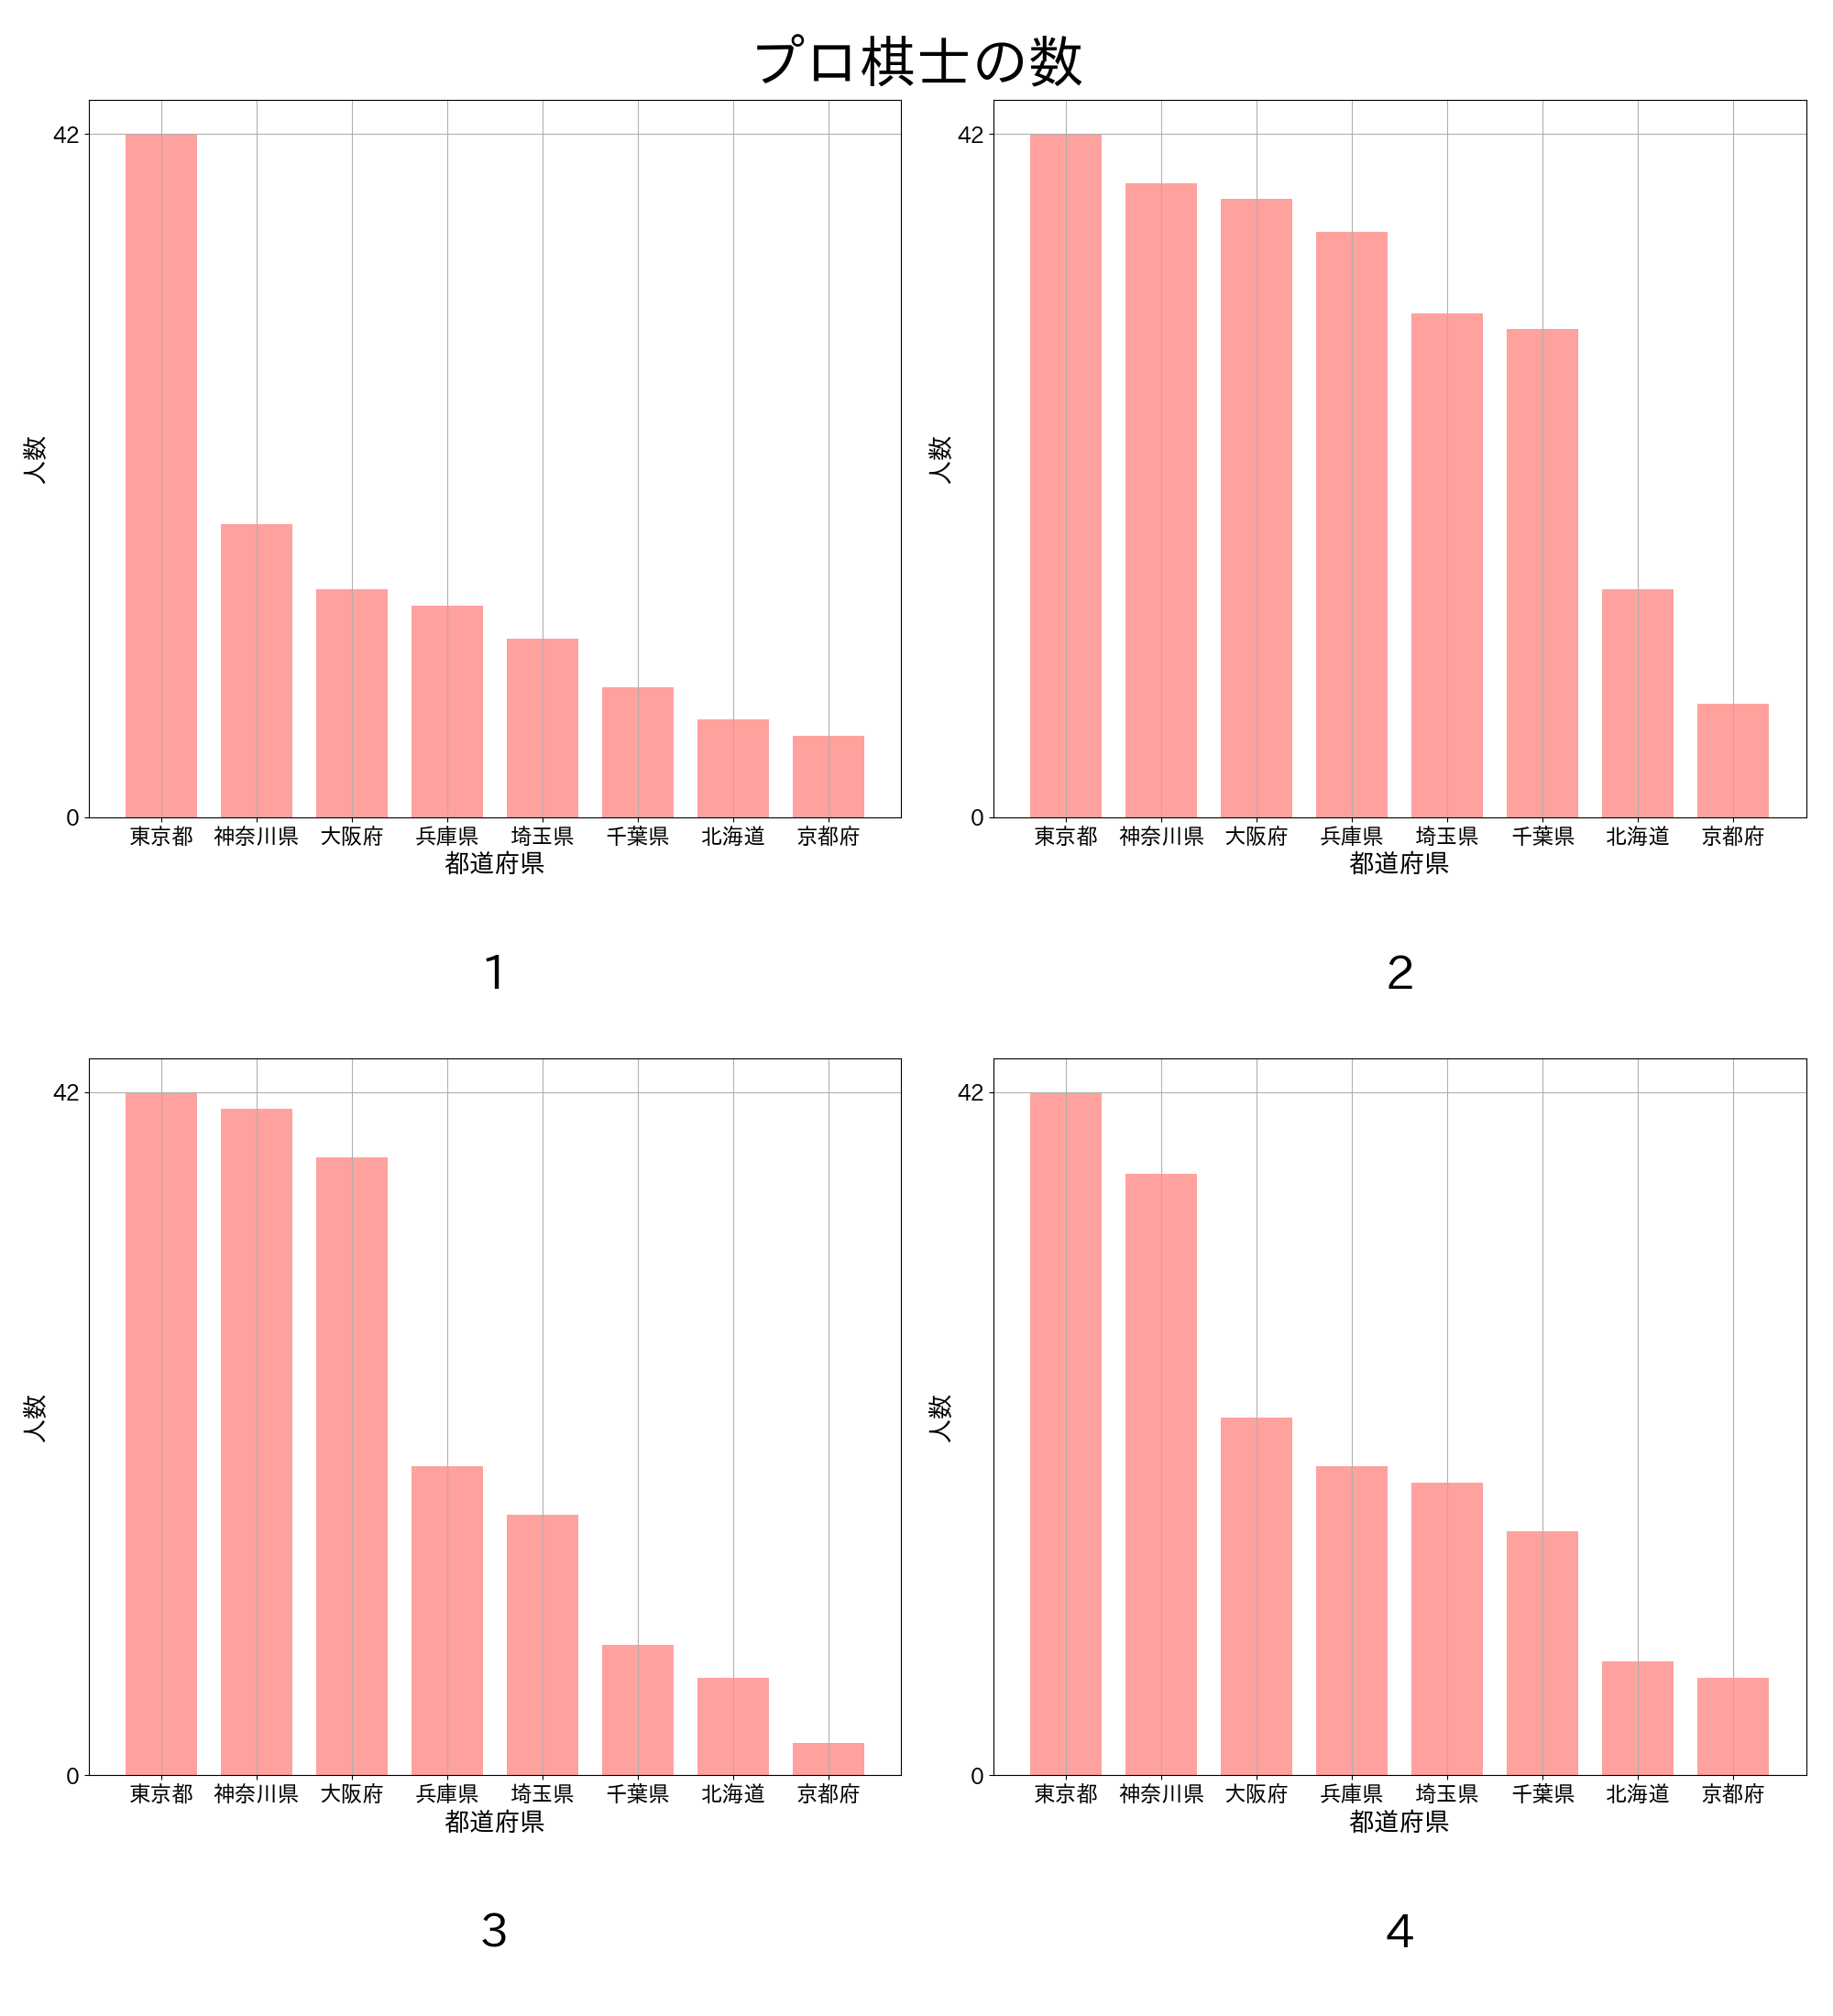 プロ棋士の数
42
0
人数
東京都 神奈川県 大阪府 兵庫県 埼玉県 千葉県 北海道 京都府
都道府県
1
42
0
人数
東京都 神奈川県 大阪府 兵庫県 埼玉県 千葉県 北海道 京都府
都道府県
2
42
0
人数
東京都 神奈川県 大阪府 兵庫県 埼玉県 千葉県 北海道 京都府
都道府県
3
42
0
人数
東京都 神奈川県 大阪府 兵庫県 埼玉県 千葉県 北海道 京都府
都道府県
4